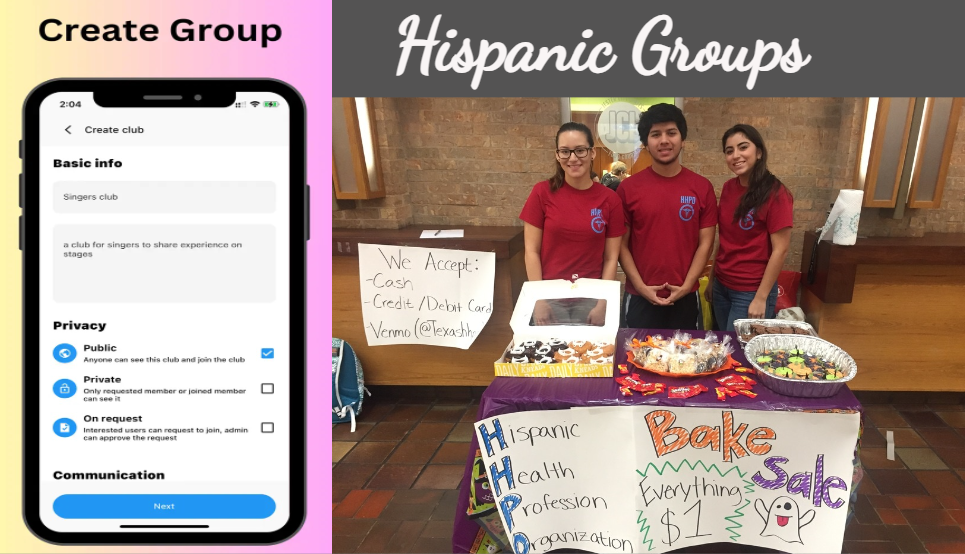 Create Group
2:04
Create club
Basic info
Singers club
a club for singers to share experience on
stages
Privacy
Public
Anyone can see this club and join the club
Private
Only requested member or joined member
can see it
On request
Interested users can request to join, admin
can approve the request
Communication
Next
Hispanic Groups
HHPO
We Accept:
-Cash
-Credit/Debit Card
-Venmo (@Texashh
Hispanic
Health
Profession
Organization
Bake
Sale
Everything
$1